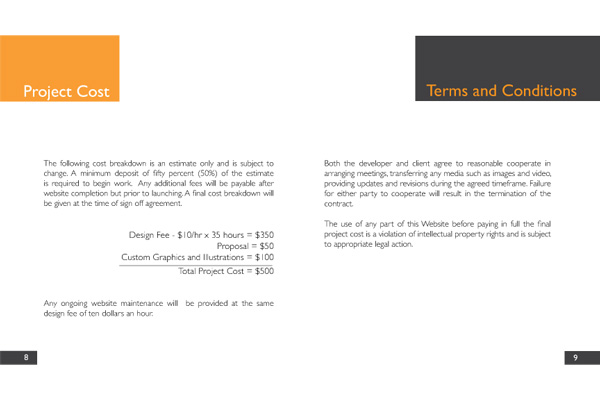 Project Cost
The following cost breakdown is an estimate only and is subject to
change. A minimum deposit of fifty percent (50%) of the estimate
is required to begin work. Any additional fees will be payable after
website completion but prior to launching. A final cost breakdown will
be given at the time of sign off agreement.
Design Fee - $10/hr x 35 hours = $350
Proposal = $50
Custom Graphics and Illustrations = $100
Total Project Cost = $500
Any ongoing website maintenance will be provided at the same
design fee of ten dollars an hour.
8
Terms and Conditions
Both the developer and client agree to reasonable cooperate in
arranging meetings, transferring any media such as images and video,
providing updates and revisions during the agreed timeframe. Failure
for either party to cooperate will result in the termination of the
contract.
The use of any part of this Website before paying in full the final
project cost is a violation of intellectual property rights and is subject
to appropriate legal action.
9